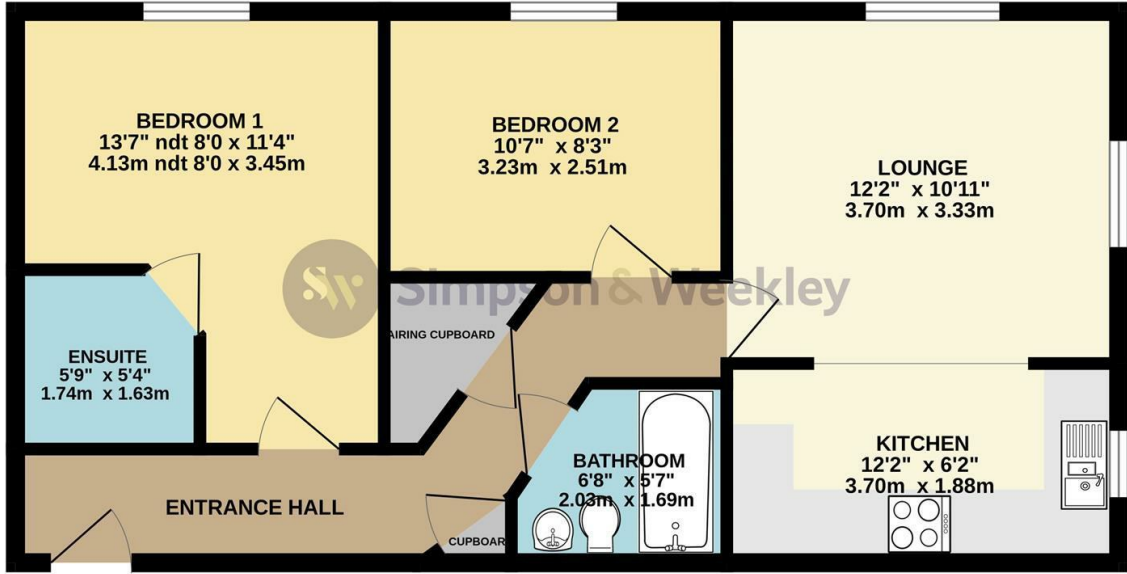 BEDROOM 1
13'7" ndt 8'0 x 11'4"
4.13m ndt 8'0 x 3.45m
BEDROOM 2
10'7" x 8'3"
3.23m x 2.51m
LOUNGE
12'2" x 10'11"
3.70m x 3.33m
Sw Simpson & Weekley
AIRING CUPBOARD
ENSUITE
5'9" x 5'4"
1.74m x 1.63m
KITCHEN
12'2" x 6'2"
3.70m x 1.88m
BATHROOM
6'8" x 5'7"
2.03m x 1.69m
ENTRANCE HALL
CUPBOAR